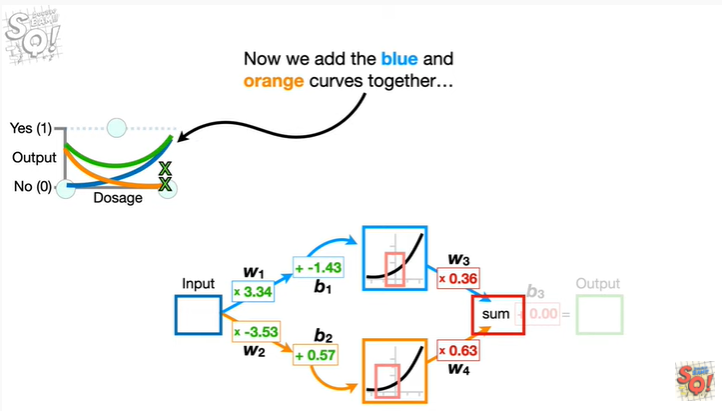 SQ!
Now we add the blue and
orange curves together...
Yes (1)
Output
No (0)
X
X
Dosage
Input
W1
x 3.34
+ -1.43
b1
W3
x 0.36
x -3.53
W2
b2
+ 0.57
x 0.63
W4
sum
b3
+ 0.00 =
Output
SQ!